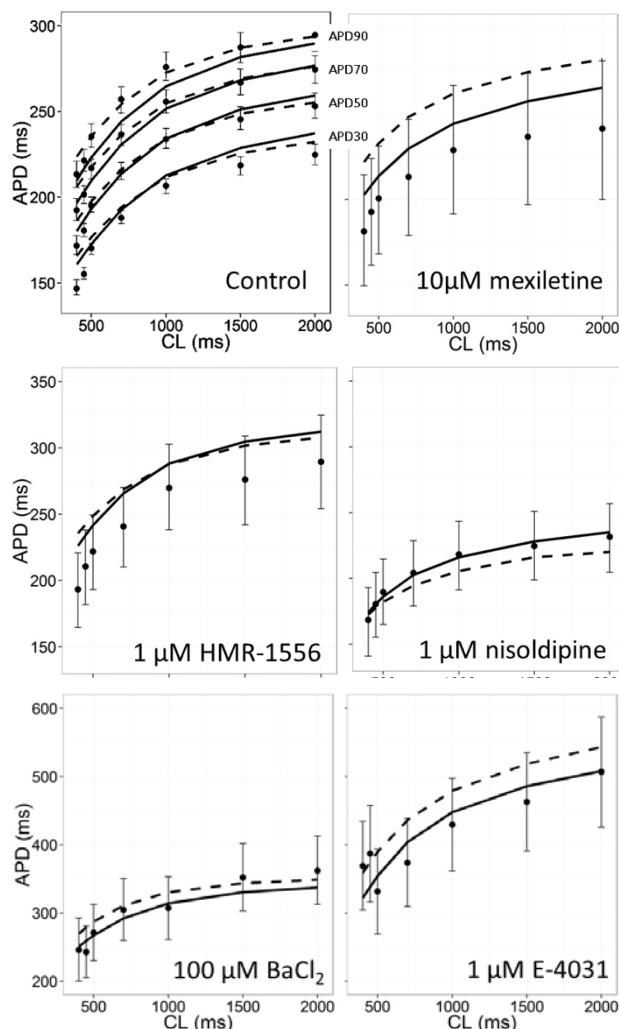 300
250
200
150
APD (ms)
APD90
APD70
APD50
APD30
Control
500 1000 1500 2000
CL (ms)
10µM mexiletine
500 1000 1500 2000
CL (ms)
350
300
250
200
150
APD (ms)
1 µM HMR-1556
1 µM nisoldipine
600
500
400
300
200
APD (ms)
100 µM BaCl₂
500 1000 1500 2000
CL (ms)
1 µM E-4031
500 1000 1500 2000
CL (ms)